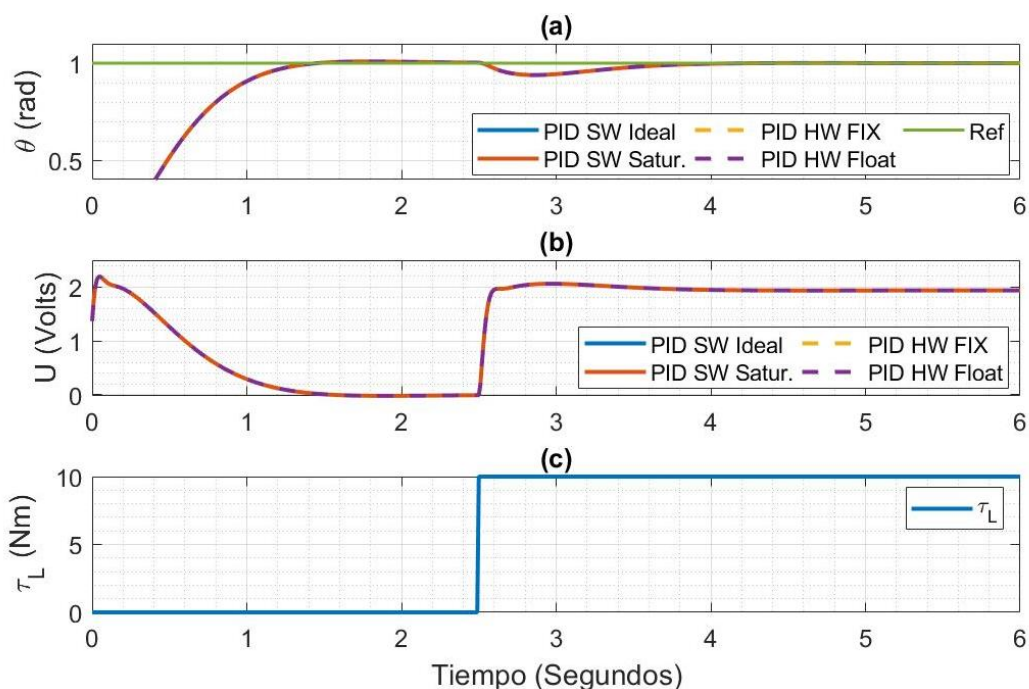 (a)
θ (rad)
1
0.5
PID SW Ideal PID HW FIX Ref
PID SW Satur. PID HW Float
0 1 2 3 4 5 6
(b)
U (Volts)
2
1
0
PID SW Ideal PID HW FIX
PID SW Satur. PID HW Float
0 1 2 3 4 5 6
(c)
τL (Nm)
10
5
0
τL
0 1 2 3 4 5 6
Tiempo (Segundos)